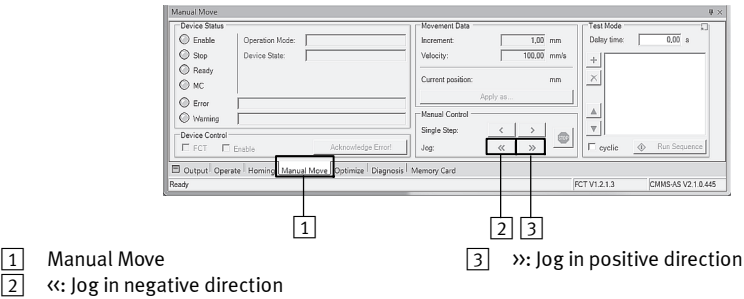 Manual Move
Device Status
Enable
Operation Mode:
Stop
Device State:
Ready
MC
Error
Warning
Device Control
FCT
Enable
Acknowledge Error!
Movement Data
Increment:
1,00 mm
Velocity:
100,00 mm/s
Current position:
mm
Apply as...
Manual Control
Single Step:
< >
STOP
Jog:
« »
Test Mode
Delay time:
0,00 s
cyclic
Run Sequence
Output Operate Homing Manual Move Optimize Diagnosis Memory Card
Ready
FCT V1.2.1.3
CMMS-AS V2.1.0.445
1
2 3
1 Manual Move
2 «: Jog in negative direction
3 »: Jog in positive direction